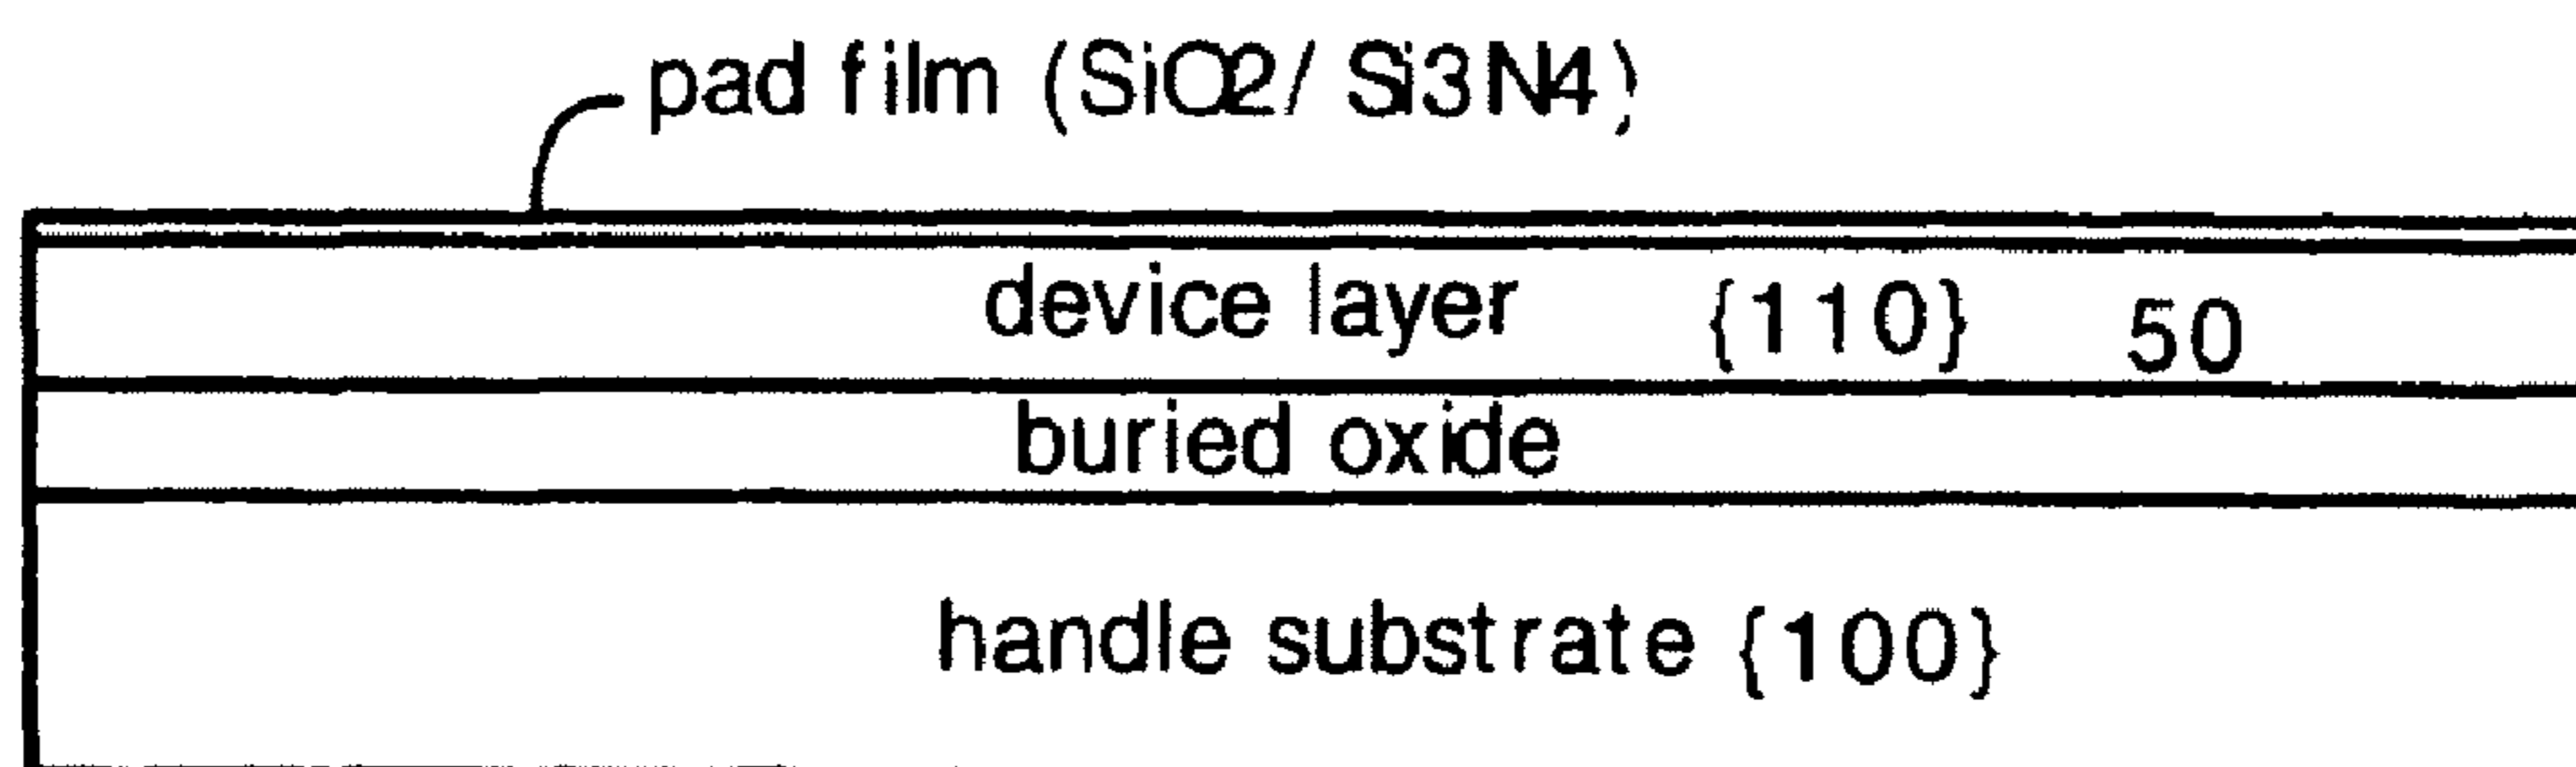 pad film (SiO2/ Si3N4)
device layer {110} 50
buried oxide
handle substrate {100}